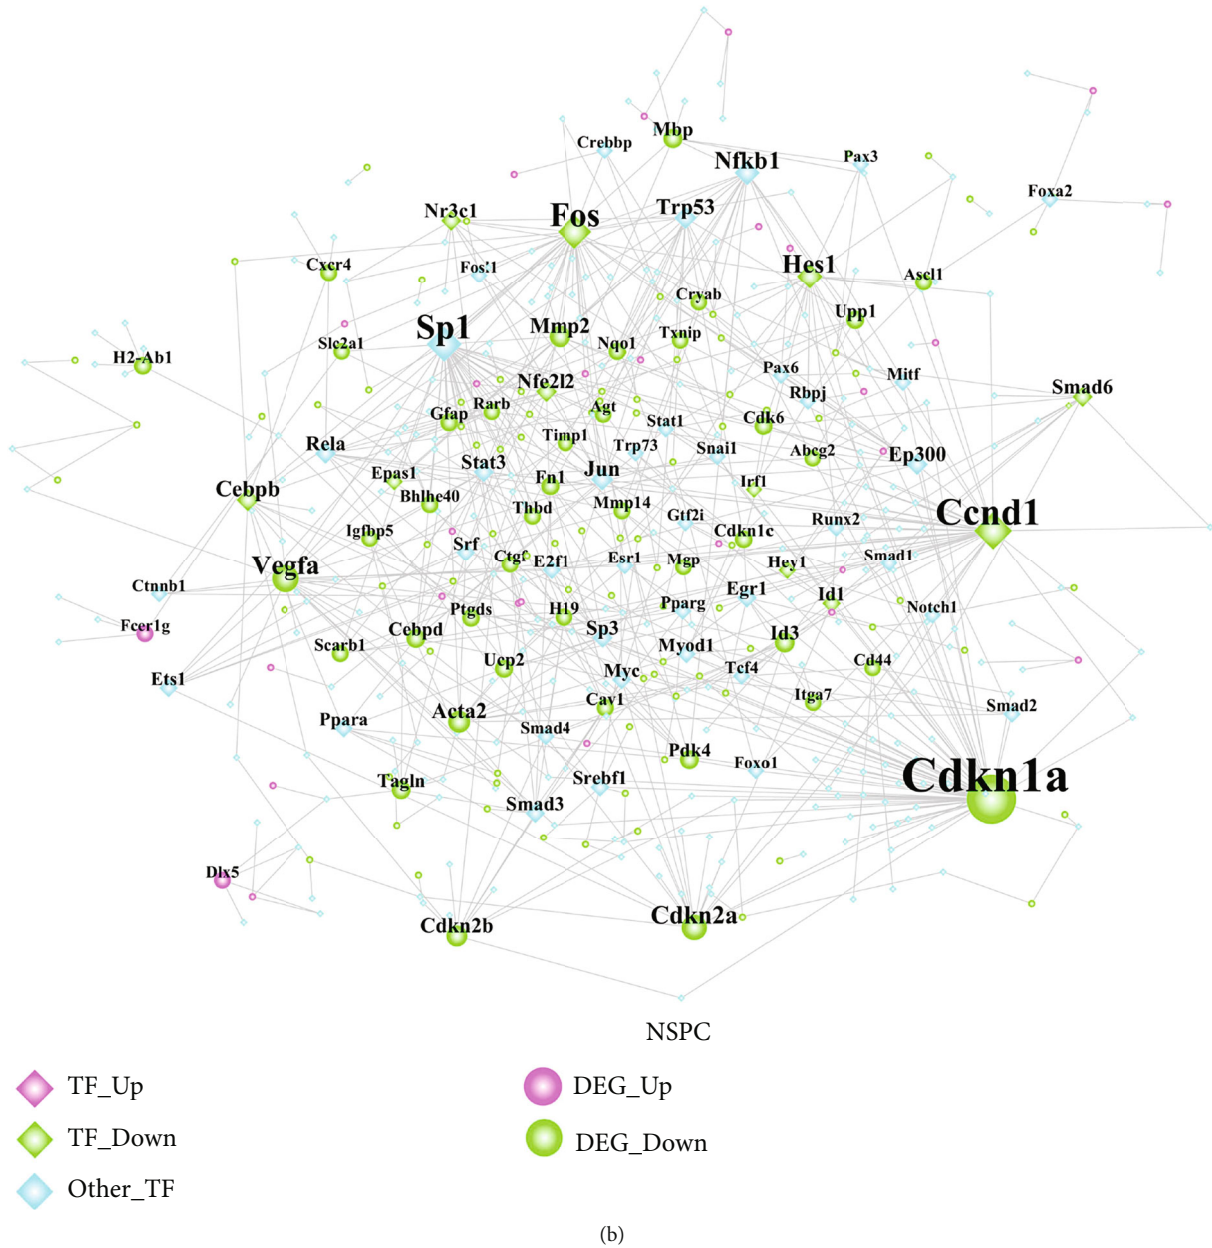 Mbp
Crebbp
Nfkb1
Pax3
Foxa2
Nr3c1
Fos
Trp53
Cxcr4
Hes1
Ascl1
Cryab
Upp1
Sp1
Mmp2
Slc2a1
Nqo1
Txnip
H2-Ab1
Nfe2l2
Pax6
Mitf
Smad6
Rbpj
Gfap
Rarb
Agt
Stat1
Cdk6
Rela
Timp1
Trp73
Snai1
Abcg2
Ep300
Stat3
Epas1
Jun
Cebpb
Bhlhe40
Fn1
Irf1
Thbd
Mmp14
Gtf2i
Runx2
Ccnd1
Igfbp5
Srf
Cdkn1c
Vegfa
E2f1
Esr1
Mgp
Hey1
Smad1
Ctnnb1
Egr1
Id1
Fcer1g
Ptgds
H19
Pparg
Notch1
Scarb1
Cebpd
Sp3
Id3
Ucp2
Myod1
Cd44
Ets1
Myc
Tcf4
Cav1
Itga7
Ppara
Acta2
Smad4
Smad2
Pdk4
Foxo1
Tagln
Srebf1
Cdkn1a
Smad3
Dlx5
Cdkn2b
Cdkn2a
NSPC
TF_Up
DEG_Up
TF_Down
DEG_Down
Other_TF
(b)